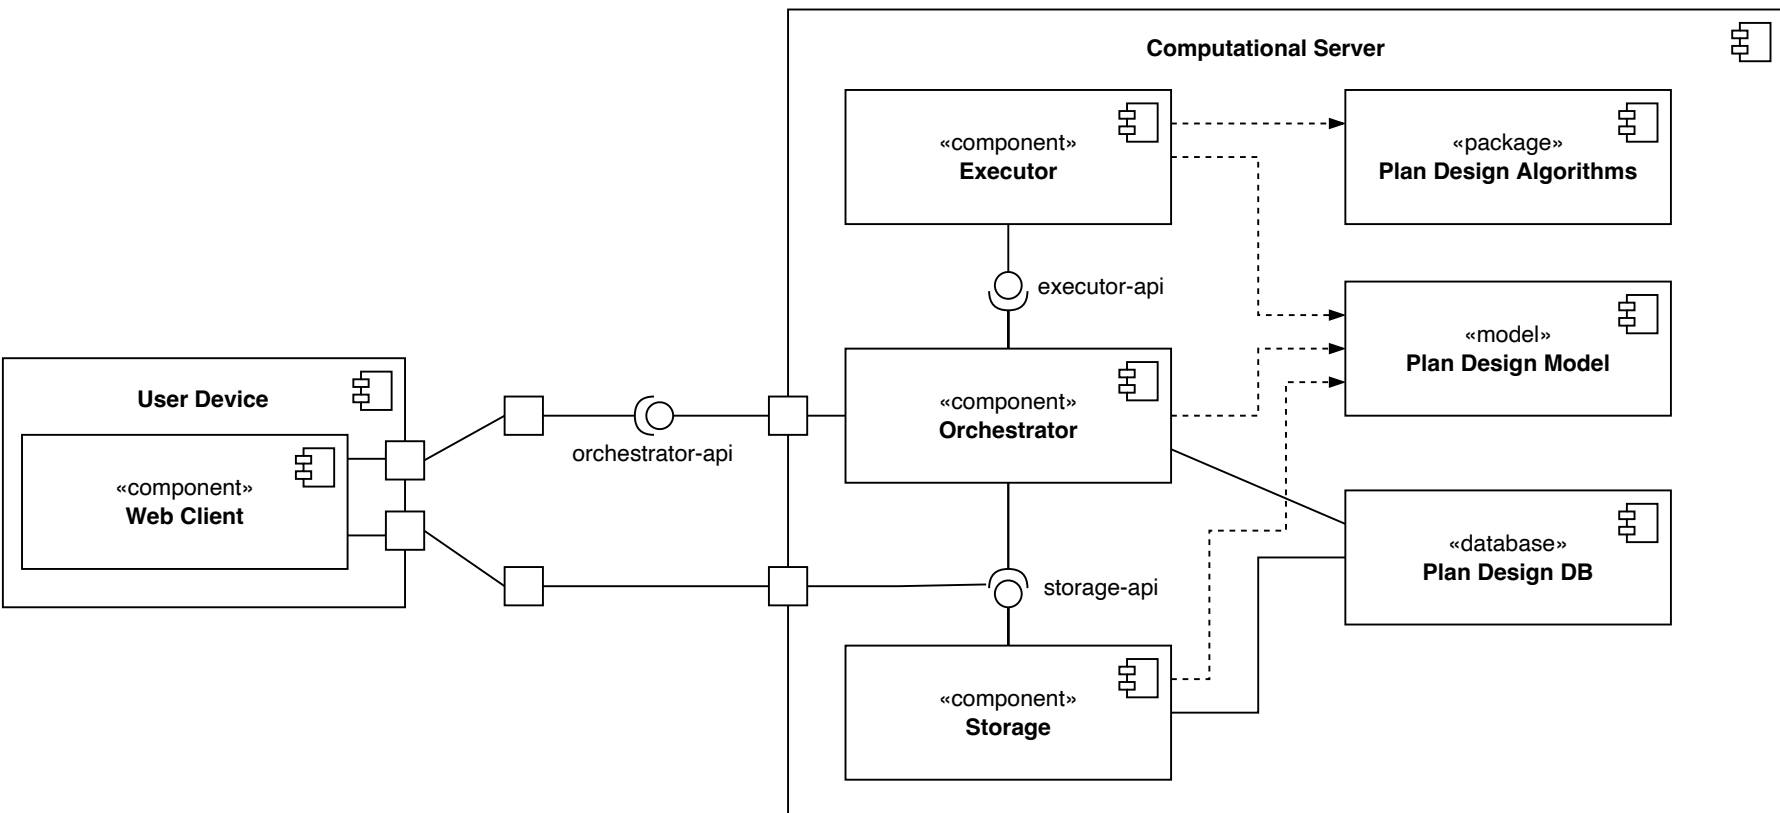 Computational Server
«component»
Executor
«package»
Plan Design Algorithms
executor-api
«model»
Plan Design Model
User Device
«component»
Web Client
orchestrator-api
«component»
Orchestrator
«database»
Plan Design DB
storage-api
«component»
Storage